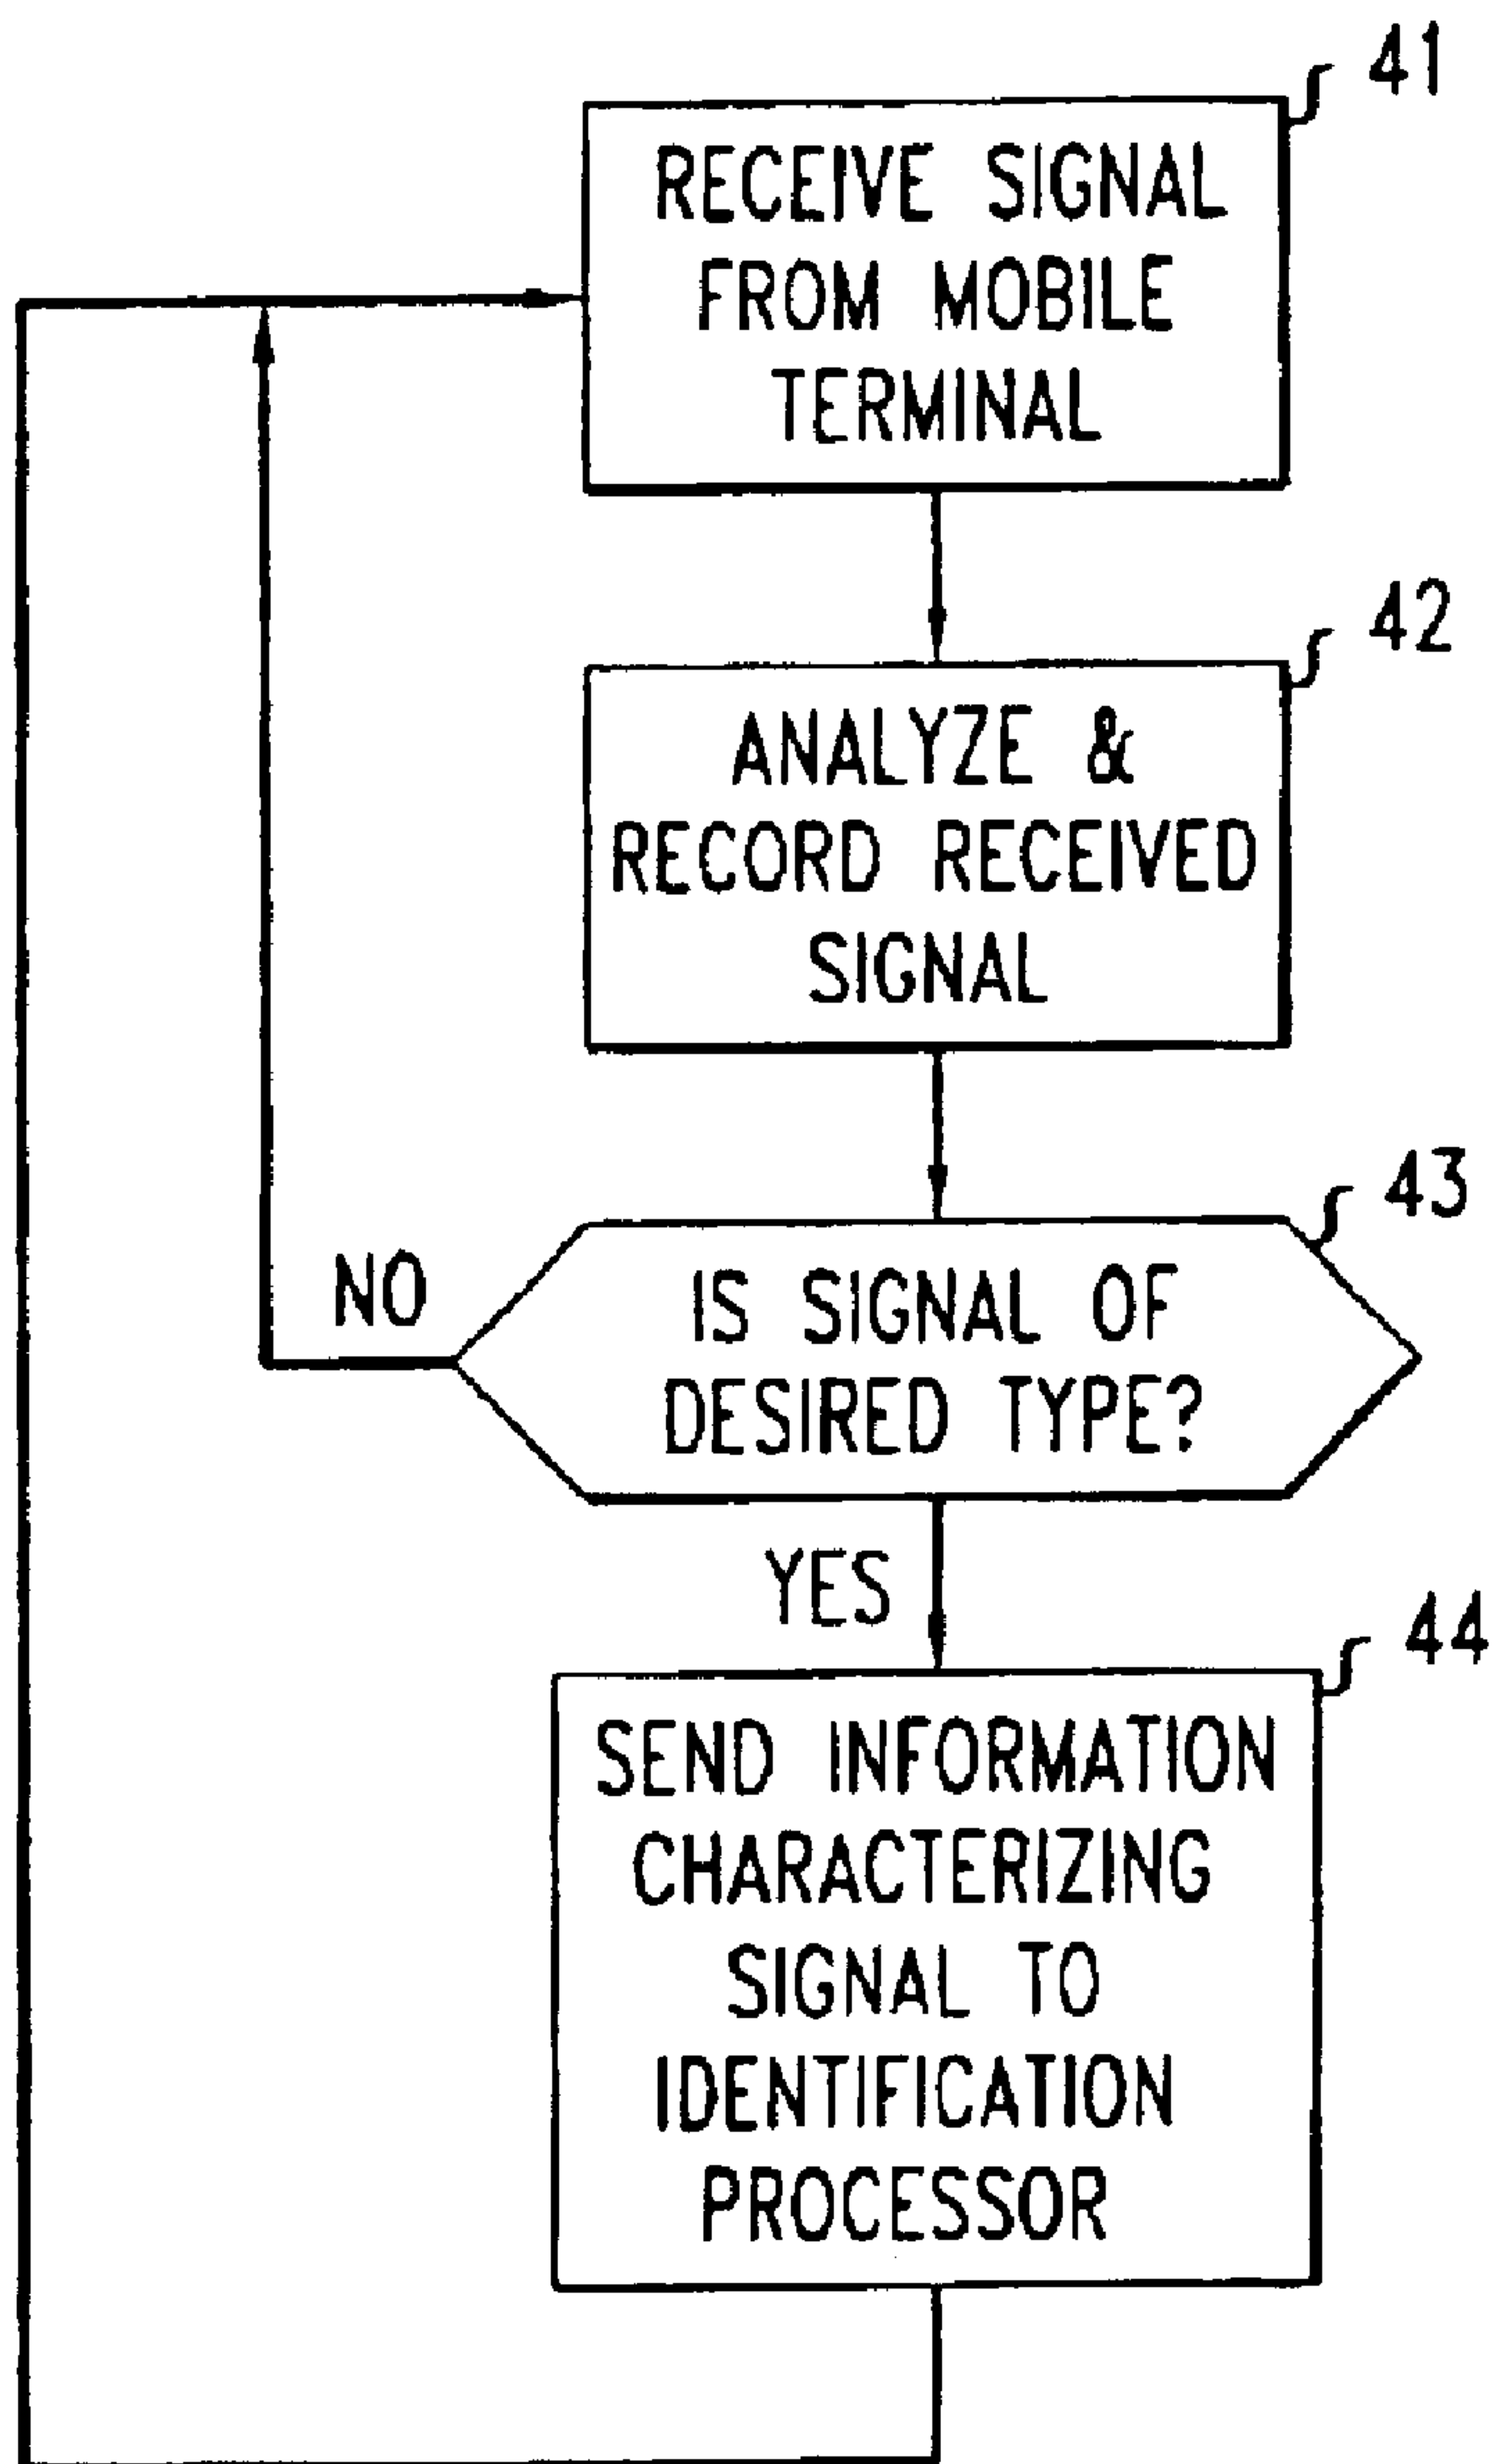 41
RECEIVE SIGNAL
FROM MOBILE
TERMINAL
42
ANALYZE &
RECORD RECEIVED
SIGNAL
43
NO
IS SIGNAL OF
DESIRED TYPE?
YES
44
SEND INFORMATION
CHARACTERIZING
SIGNAL TO
IDENTIFICATION
PROCESSOR